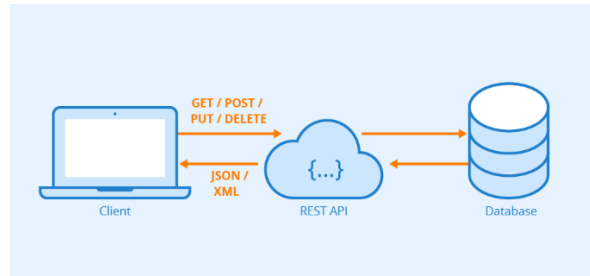 GET / POST /
PUT / DELETE
{...}
JSON /
XML
Client
REST API
Database